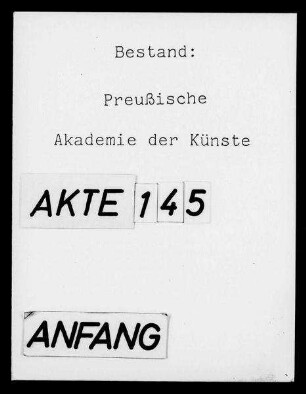 Bestand:
Preußische
Akademie der Künste
AKTE 145
ANFANG